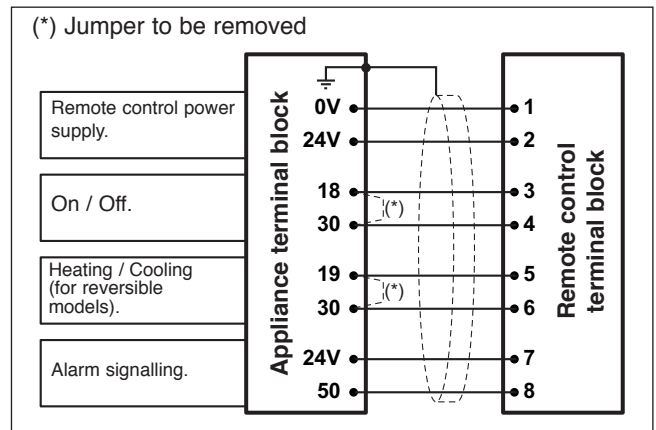 (*) Jumper to be removed
Remote control power
supply.
On / Off.
Heating / Cooling
(for reversible
models).
Alarm signalling.
Appliance terminal block
0V
24V
18
30
19
30
24V
50
(*)
(*)
1
2
3
4
5
6
7
8
Remote control
terminal block